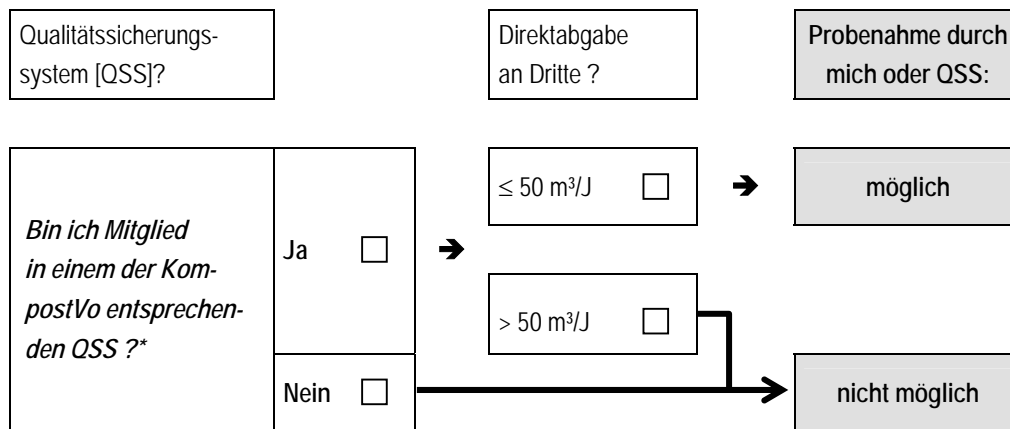 Qualitätssicherungs-
system [QSS]?
Direktabgabe
an Dritte ?
Probenahme durch
mich oder QSS:
Bin ich Mitglied
in einem der Kom-
postVo entsprechen-
den QSS ?*
Ja
≤ 50 m³/J
möglich
> 50 m³/J
Nein
nicht möglich